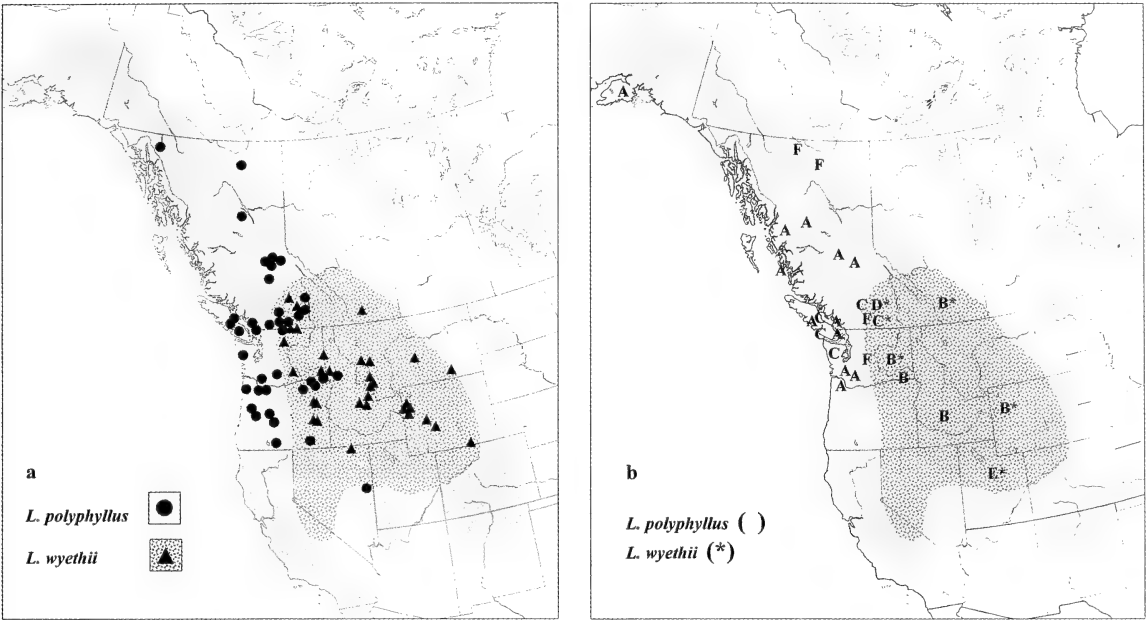 a
L. polyphyllus
L. wyethii
A
F
F
A
A
A
A
A
B*
C D*
A C A
F C*
C A
C
F B*
A A
B
A
B*
B
E*
b
L. polyphyllus ( )
L. wyethii (*)